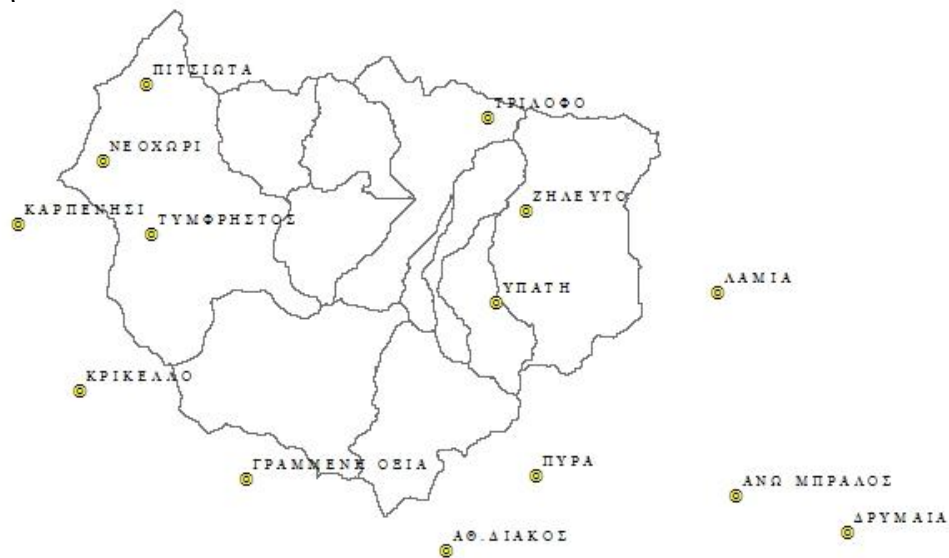 ΠΙΤΣΙΩΤΑ
ΤΡΙΛΟΦΟ
ΝΕΟΧΩΡΙ
ΖΗΛΕΥΤΟ
ΚΑΡΠΕΝΗΣΙ
ΤΥΜΦΡΗΣΤΟΣ
ΛΑΜΙΑ
ΥΠΑΤΗ
ΚΡΙΚΕΛΛΟ
ΓΡΑΜΜΕΝΗ ΟΞΙΑ
ΠΥΡΑ
ΑΝΩ ΜΠΡΑΛΟΣ
ΔΡΥΜΑΙΑ
ΑΘ.ΔΙΑΚΟΣ